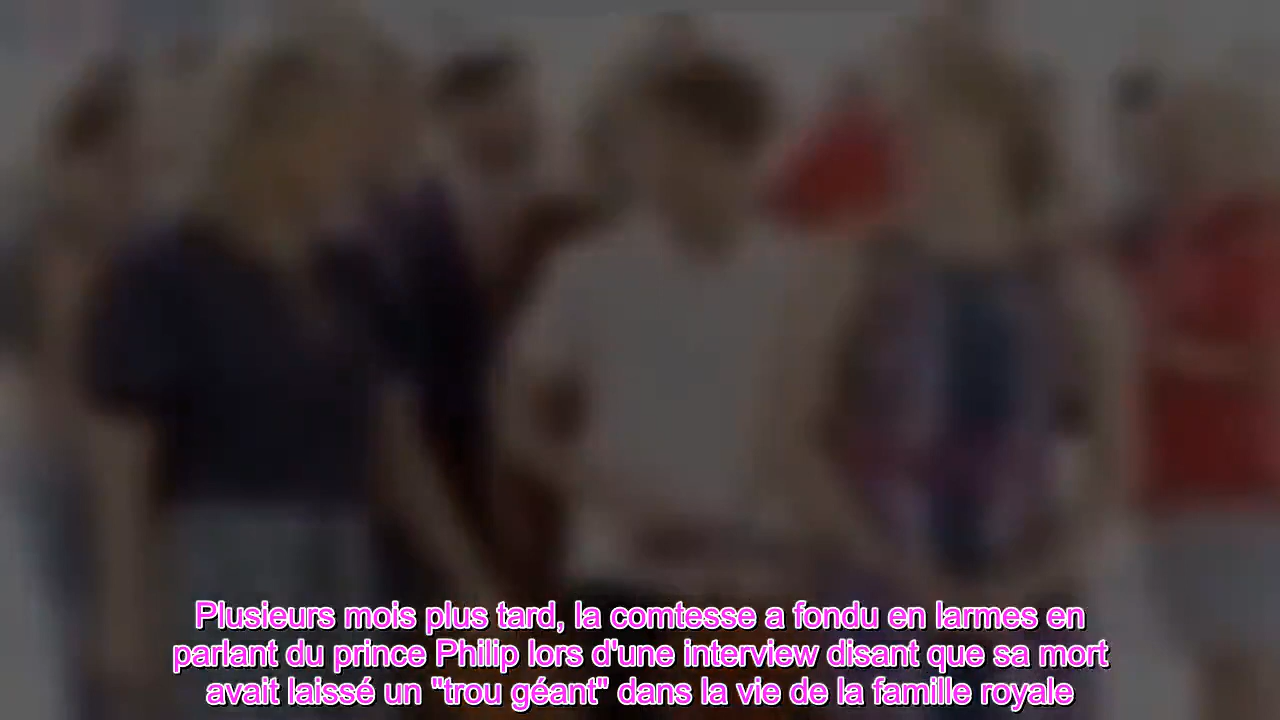 Plusieurs mois plus tard, la comtesse a fondu en larmes en
parlant du prince Philip lors d'une interview disant que sa mort
avait laissé un "trou géant" dans la vie de la famille royale